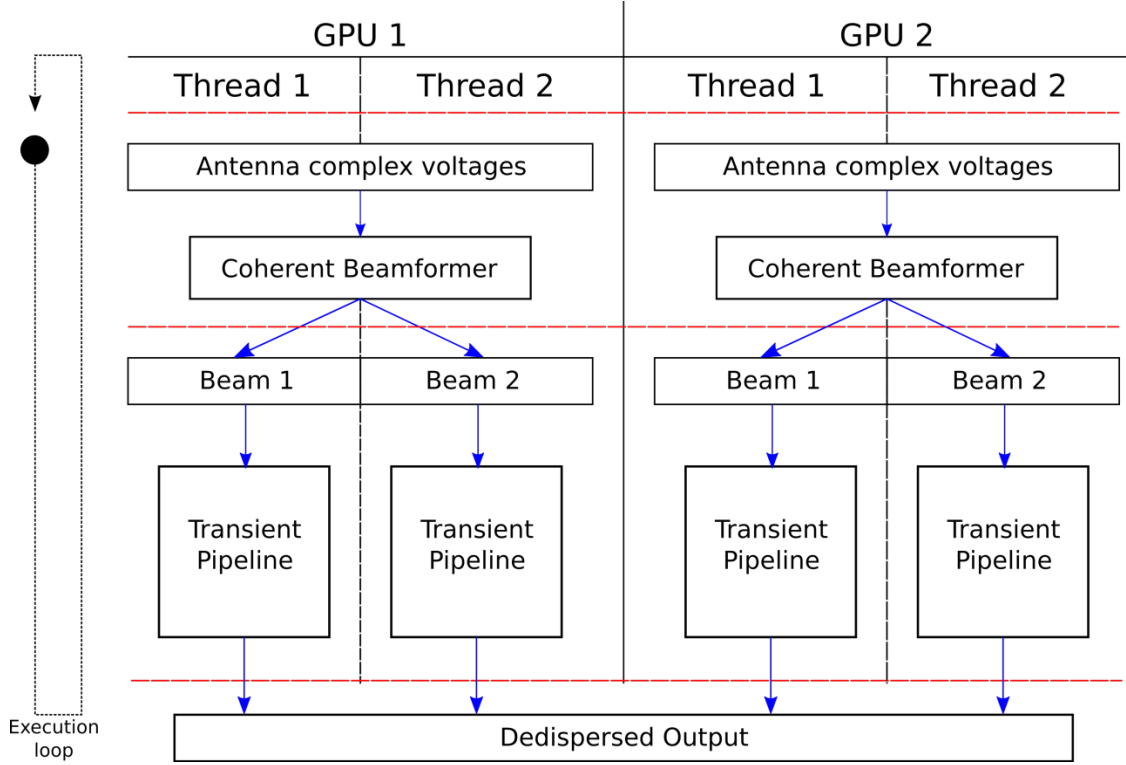 GPU 1
GPU 2
Thread 1
Thread 2
Thread 1
Thread 2
Antenna complex voltages
Antenna complex voltages
Coherent Beamformer
Coherent Beamformer
Beam 1
Beam 2
Beam 1
Beam 2
Transient
Pipeline
Transient
Pipeline
Transient
Pipeline
Transient
Pipeline
Execution
loop
Dedispersed Output